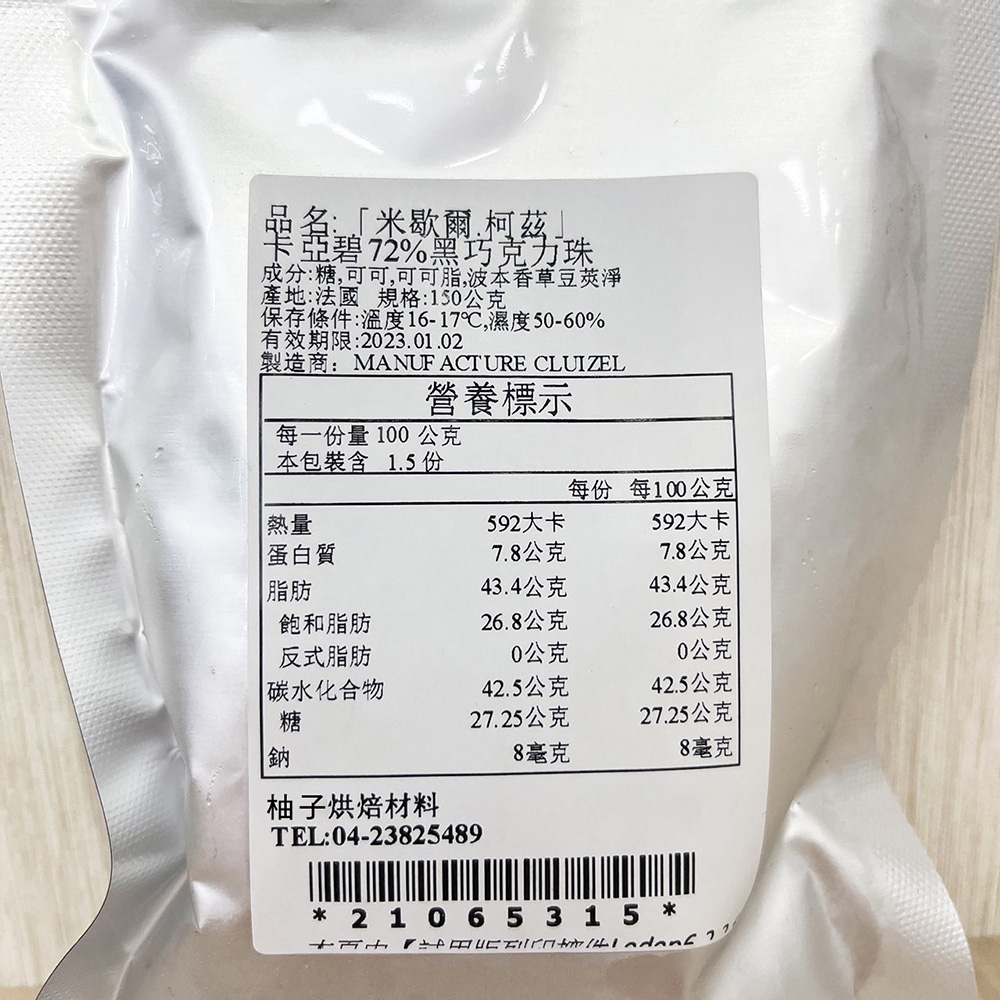 品名:「米歇爾.柯茲」
卡亞碧72%黑巧克力珠
成分:糖,可可,可可脂,波本香草豆莢淨
產地:法國 規格:150公克
保存條件:溫度16-17℃,濕度50-60%
有效期限:2023.01.02
製造商: MANUFACTURE CLUIZEL
營養標示
每一份量 100 公克
本包裝含 1.5 份
每份 每100公克
熱量 592大卡 592大卡
蛋白質 7.8公克 7.8公克
脂肪 43.4公克 43.4公克
飽和脂肪 26.8公克 26.8公克
反式脂肪 0公克 0公克
碳水化合物 42.5公克 42.5公克
糖 27.25公克 27.25公克
鈉 8毫克 8毫克
柚子烘焙材料
TEL:04-23825489
*21065315*